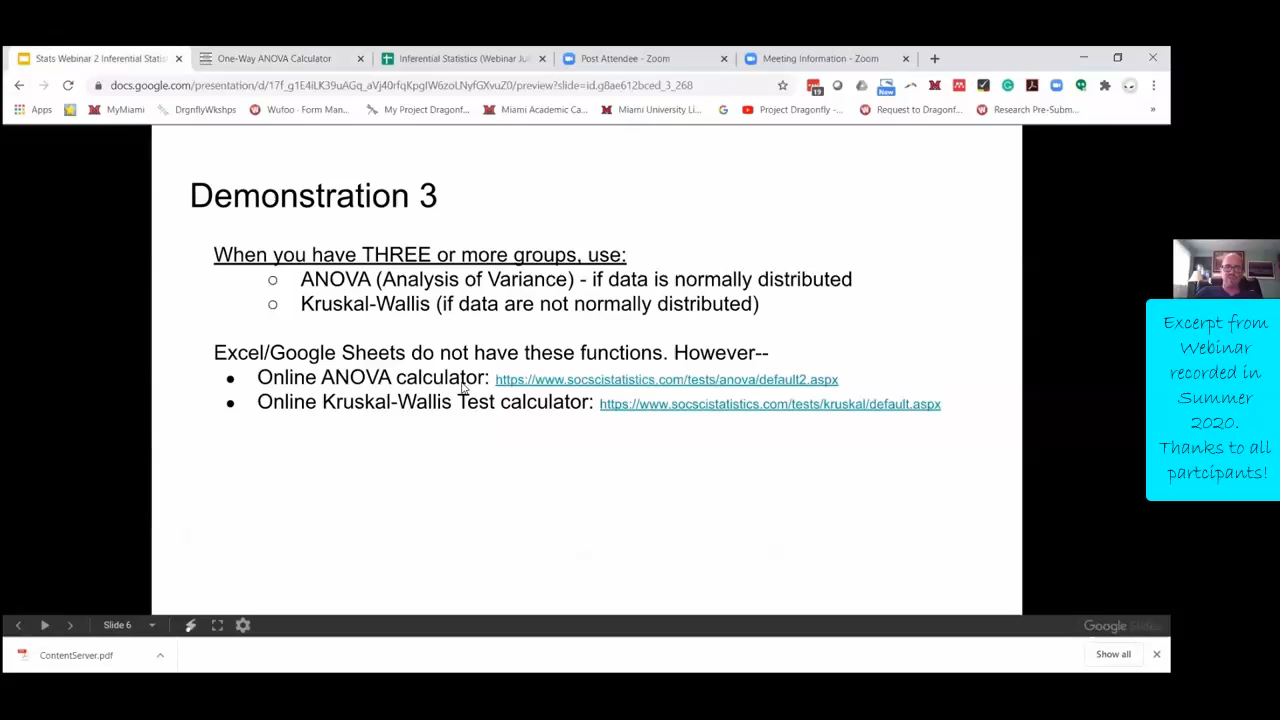 Stats Webinar 2 Inferential Statis
One-Way ANOVA Calculator
Inferential Statistics (Webinar Jul
Post Attendee - Zoom
Meeting Information - Zoom
docs.google.com/presentation/d/17f_g1E4iLK39uAGq_aVj40rfqKpgIW6zoLNyfGXvuZ0/preview?slide=id.g8ae612bced_3_268
19
New
Apps
MyMiami
DrgnflyWkshps
Wufoo - Form Man...
My Project Dragonf...
Miami Academic Ca...
Miami University Li...
Project Dragonfly -...
Request to Dragonf...
Research Pre-Subm...
Demonstration 3
When you have THREE or more groups, use:
ANOVA (Analysis of Variance) - if data is normally distributed
Kruskal-Wallis (if data are not normally distributed)
Excel/Google Sheets do not have these functions. However--
Online ANOVA calculator: https://www.socscistatistics.com/tests/anova/default2.aspx
Online Kruskal-Wallis Test calculator: https://www.socscistatistics.com/tests/kruskal/default.aspx
Excerpt from
Webinar
recorded in
Summer
2020.
Thanks to all
partcipants!
Slide 6
Google Slides
ContentServer.pdf
Show all